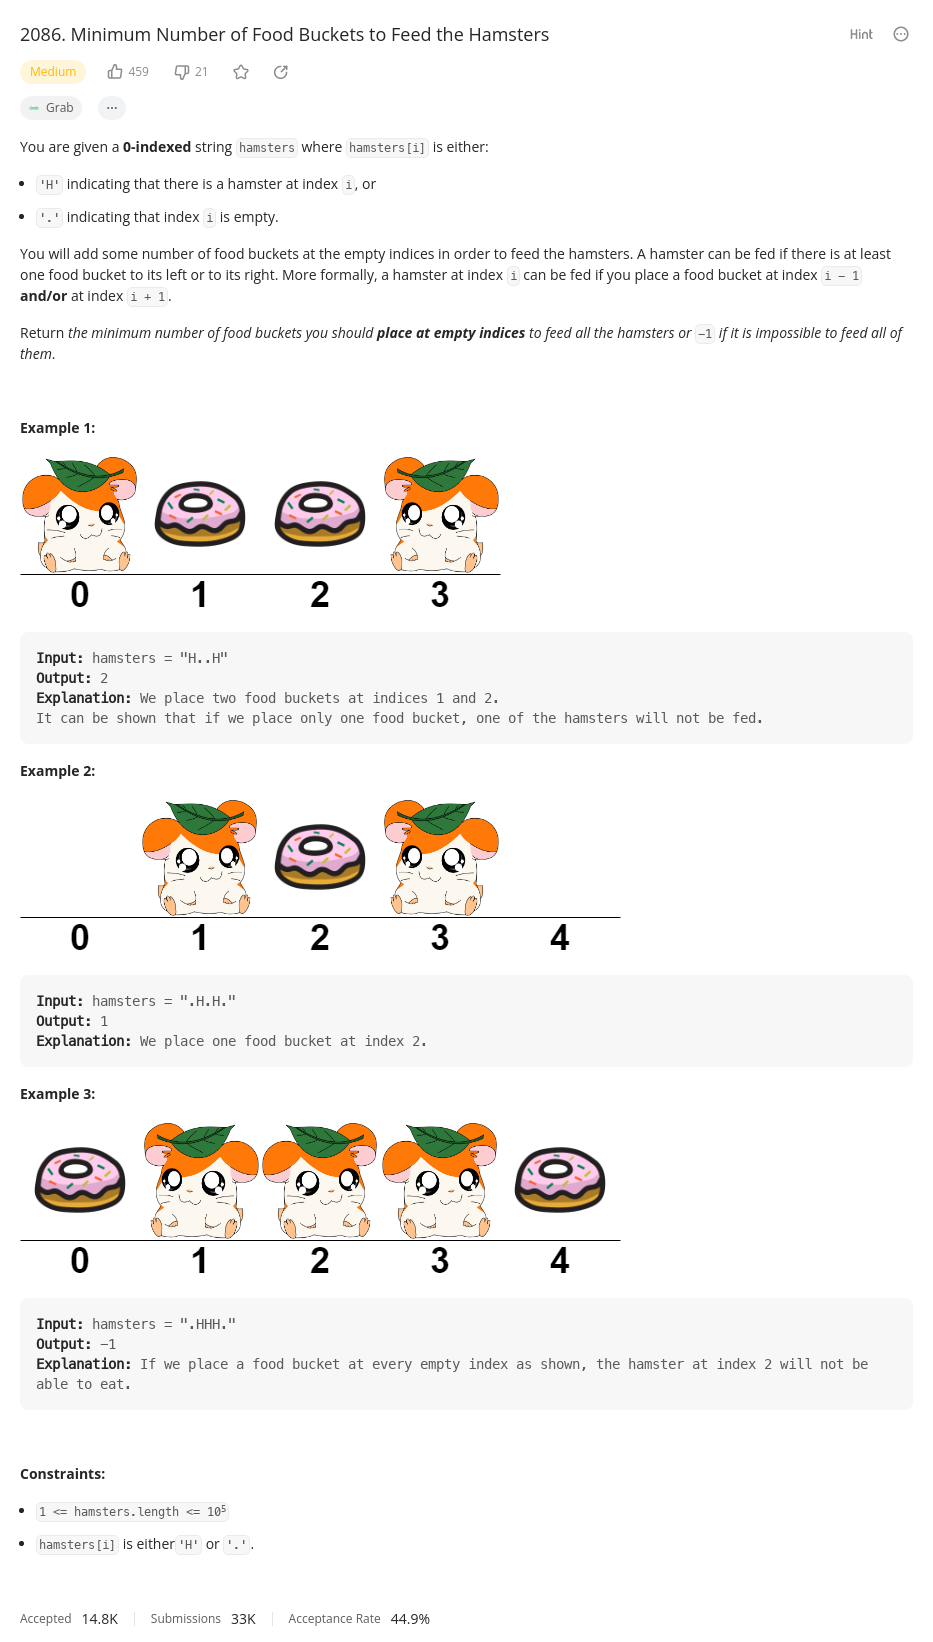 2086. Minimum Number of Food Buckets to Feed the Hamsters
Hint
Medium 459 21
Grab
You are given a 0-indexed string hamsters where hamsters[i] is either:
• 'H' indicating that there is a hamster at index i, or
• '.' indicating that index i is empty.
You will add some number of food buckets at the empty indices in order to feed the hamsters. A hamster can be fed if there is at least
one food bucket to its left or to its right. More formally, a hamster at index i can be fed if you place a food bucket at index i - 1
and/or at index i + 1.
Return the minimum number of food buckets you should place at empty indices to feed all the hamsters or -1 if it is impossible to feed all of
them.
Example 1:
0 1 2 3
Input: hamsters = "H..H"
Output: 2
Explanation: We place two food buckets at indices 1 and 2.
It can be shown that if we place only one food bucket, one of the hamsters will not be fed.
Example 2:
0 1 2 3 4
Input: hamsters = ".H.H."
Output: 1
Explanation: We place one food bucket at index 2.
Example 3:
0 1 2 3 4
Input: hamsters = ".HHH."
Output: -1
Explanation: If we place a food bucket at every empty index as shown, the hamster at index 2 will not be
able to eat.
Constraints:
• 1 <= hamsters.length <= 10⁵
• hamsters[i] is either'H' or '.'.
Accepted 14.8K Submissions 33K Acceptance Rate 44.9%